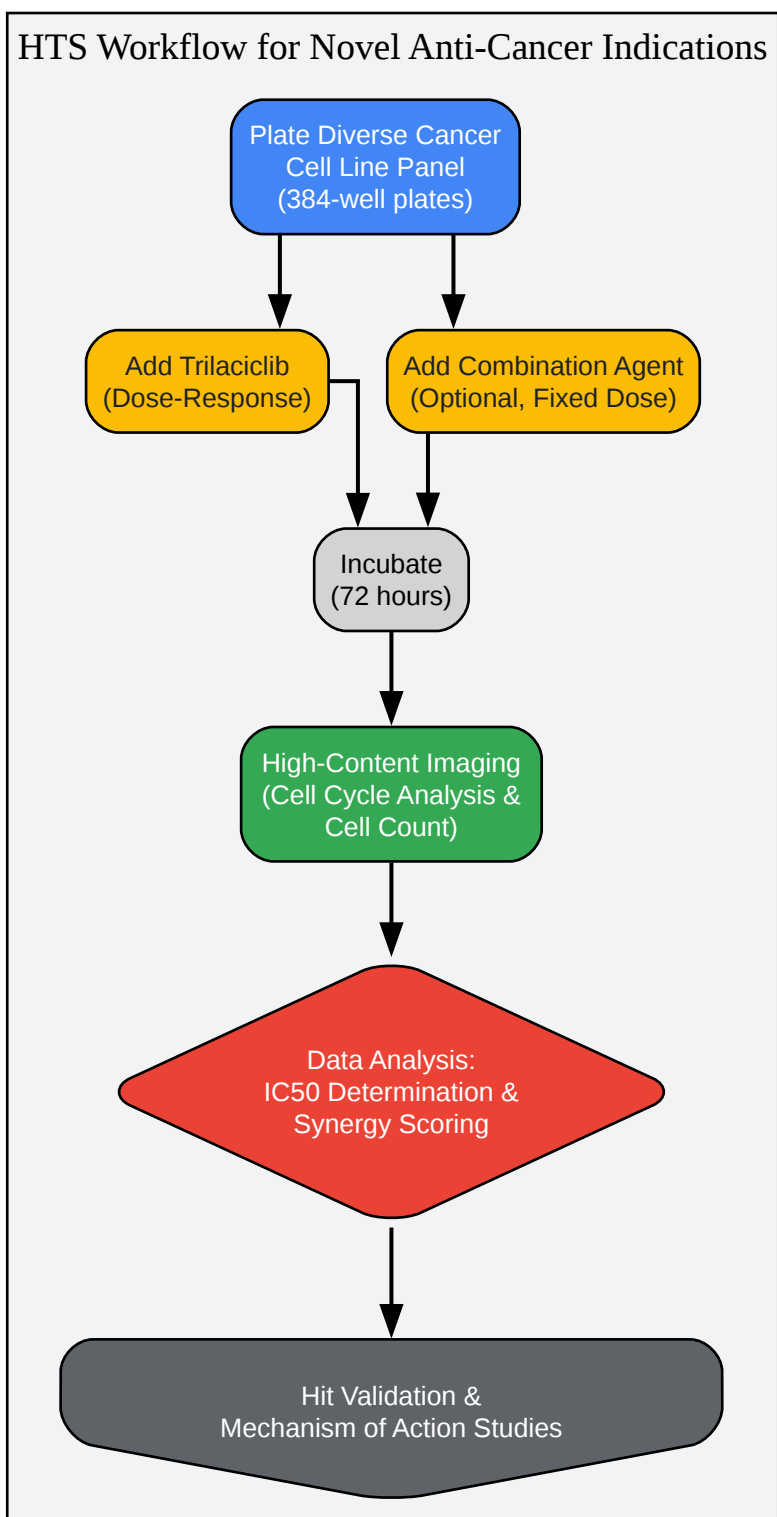 HTS Workflow for Novel Anti-Cancer Indications
Plate Diverse Cancer
Cell Line Panel
(384-well plates)
Add Trilaciclib
(Dose-Response)
Add Combination Agent
(Optional, Fixed Dose)
Incubate
(72 hours)
High-Content Imaging
(Cell Cycle Analysis &
Cell Count)
Data Analysis:
IC50 Determination &
Synergy Scoring
Hit Validation &
Mechanism of Action Studies